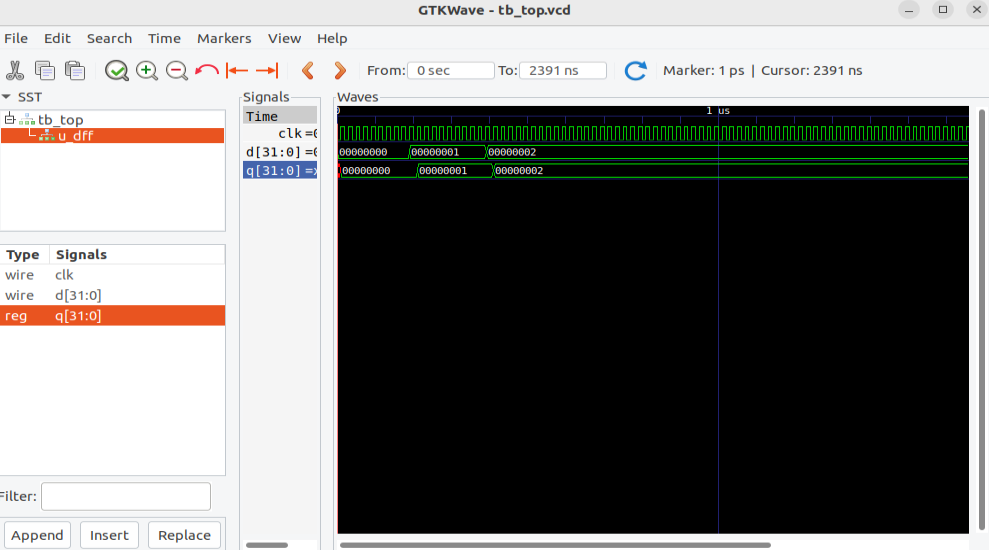 GTKWave - tb_top.vcd
File Edit Search Time Markers View Help
From: 0 sec To: 2391 ns Marker: 1 ps | Cursor: 2391 ns
SST
tb_top
u_dff
Type Signals
wire clk
wire d[31:0]
reg q[31:0]
Filter:
Append Insert Replace
Signals
Time
clk =0
d[31:0] =0
q[31:0] =x
Waves
0 1 us
00000000 00000001 00000002
00000000 00000001 00000002